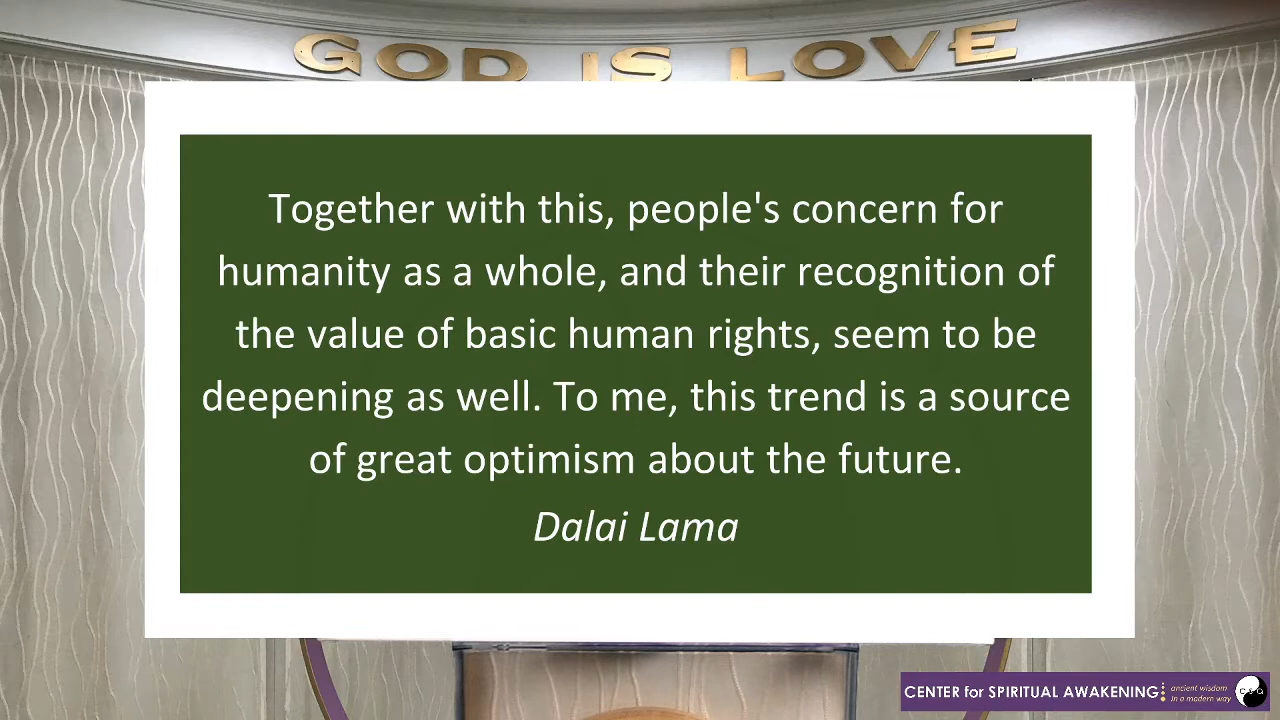 GOD IS LOVE
Together with this, people's concern for
humanity as a whole, and their recognition of
the value of basic human rights, seem to be
deepening as well. To me, this trend is a source
of great optimism about the future.
Dalai Lama
CENTER for SPIRITUAL AWAKENING
ancient wisdom
in a modern way